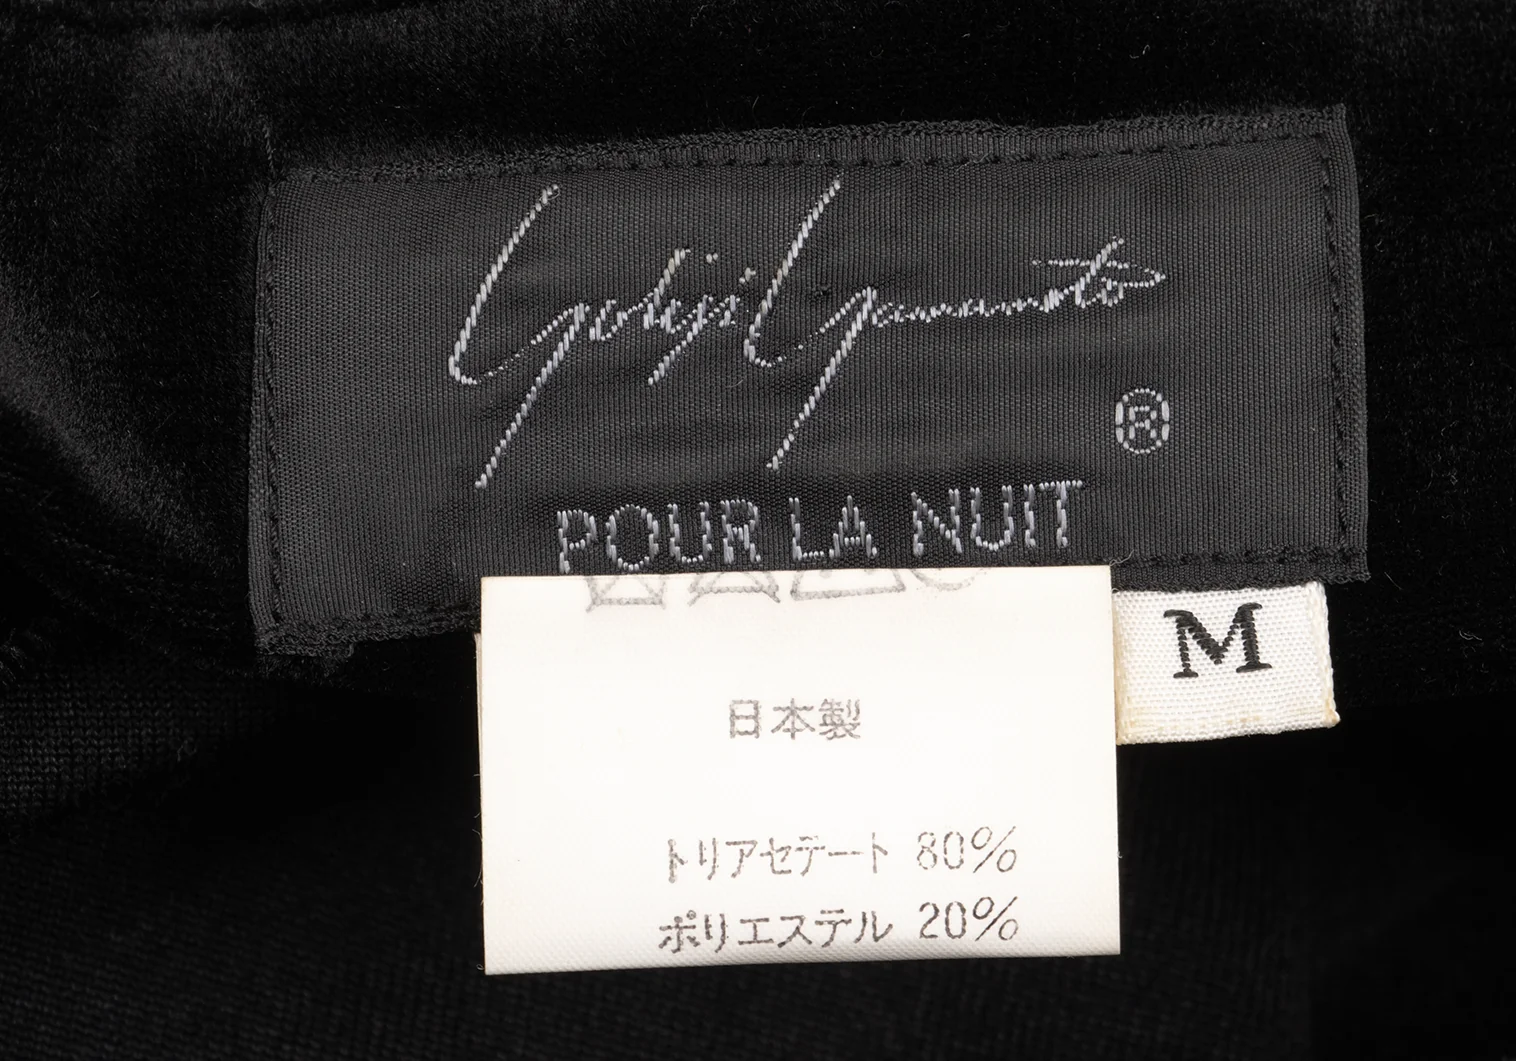 Yohji Yamamoto
®
POUR LA NUIT
M
日本製
トリアセテート 80%
ポリエステル 20%